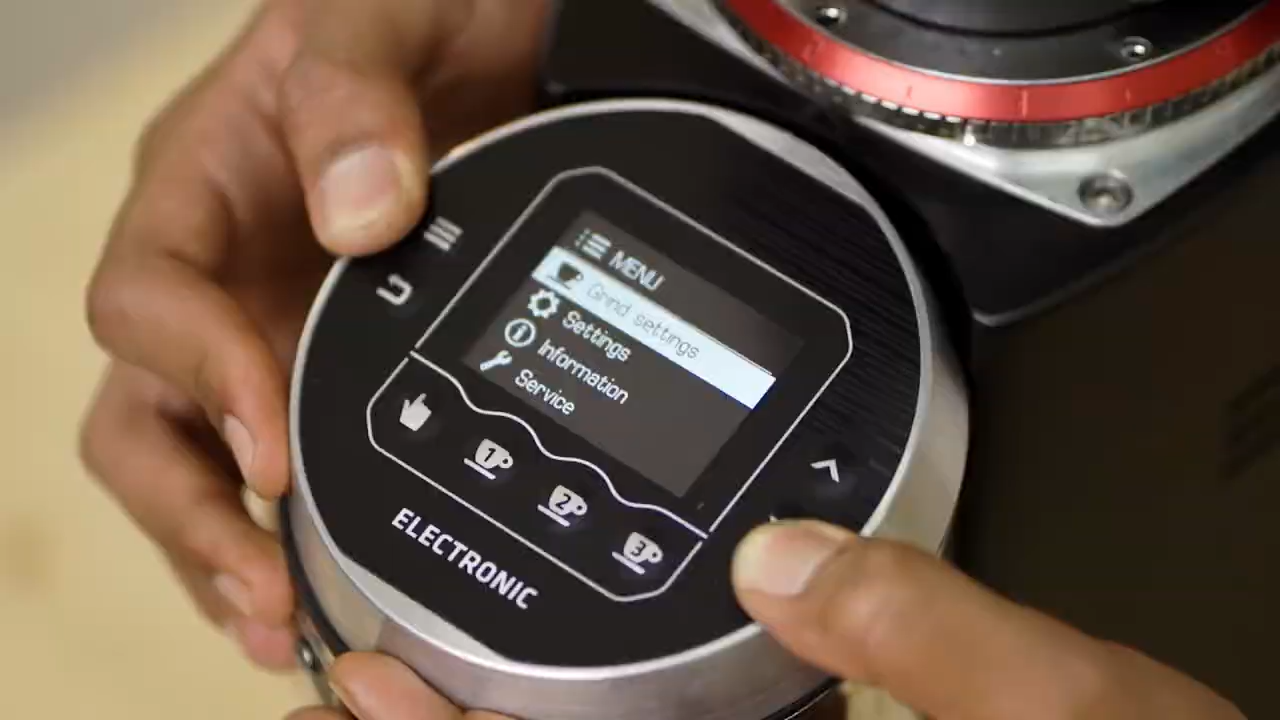 MENU
Grind settings
Settings
Information
Service
1
2
3
ELECTRONIC